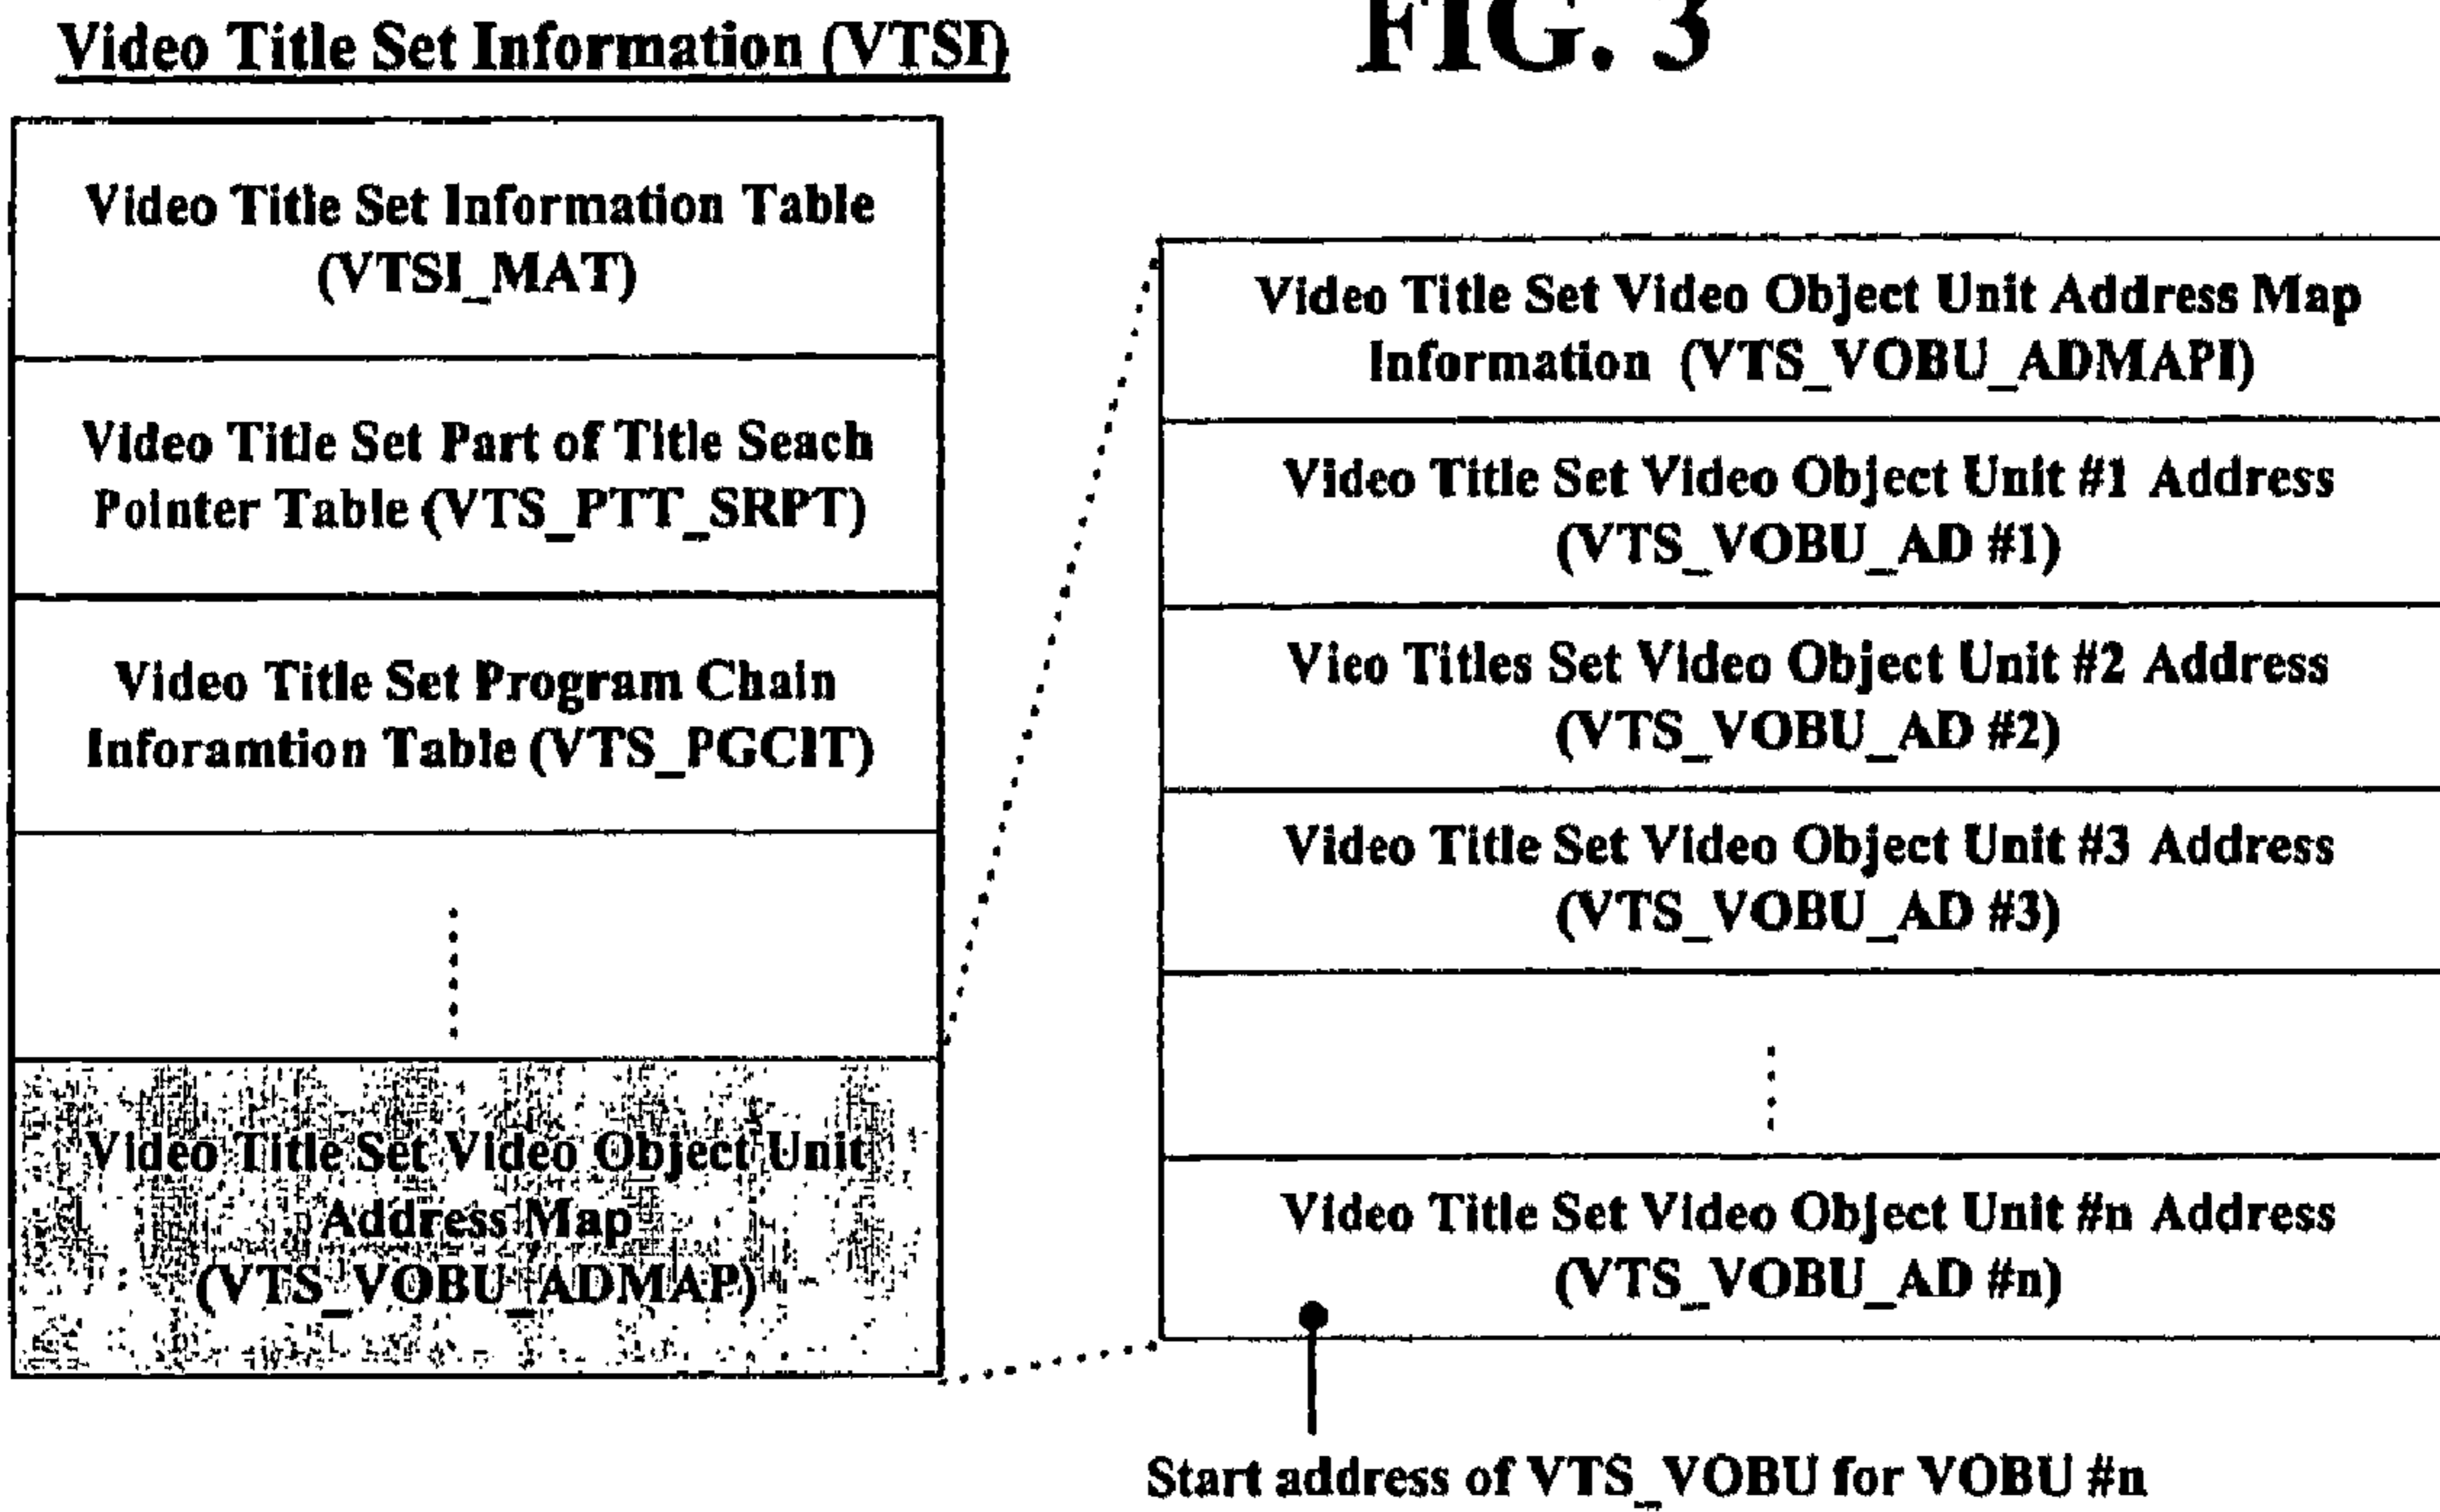 FIG. 3
Video Title Set Information (VTSI)
Video Title Set Information Table
(VTSI_MAT)
Video Title Set Part of Title Seach
Pointer Table (VTS_PTT_SRPT)
Video Title Set Program Chain
Inforamtion Table (VTS_PGCIT)
Video Title Set Video Object Unit
Address Map
(VTS_VOBU_ADMAP)
Video Title Set Video Object Unit Address Map
Information (VTS_VOBU_ADMAPI)
Video Title Set Video Object Unit #1 Address
(VTS_VOBU_AD #1)
Vieo Titles Set Video Object Unit #2 Address
(VTS_VOBU_AD #2)
Video Title Set Video Object Unit #3 Address
(VTS_VOBU_AD #3)
Video Title Set Video Object Unit #n Address
(VTS_VOBU_AD #n)
Start address of VTS_VOBU for VOBU #n